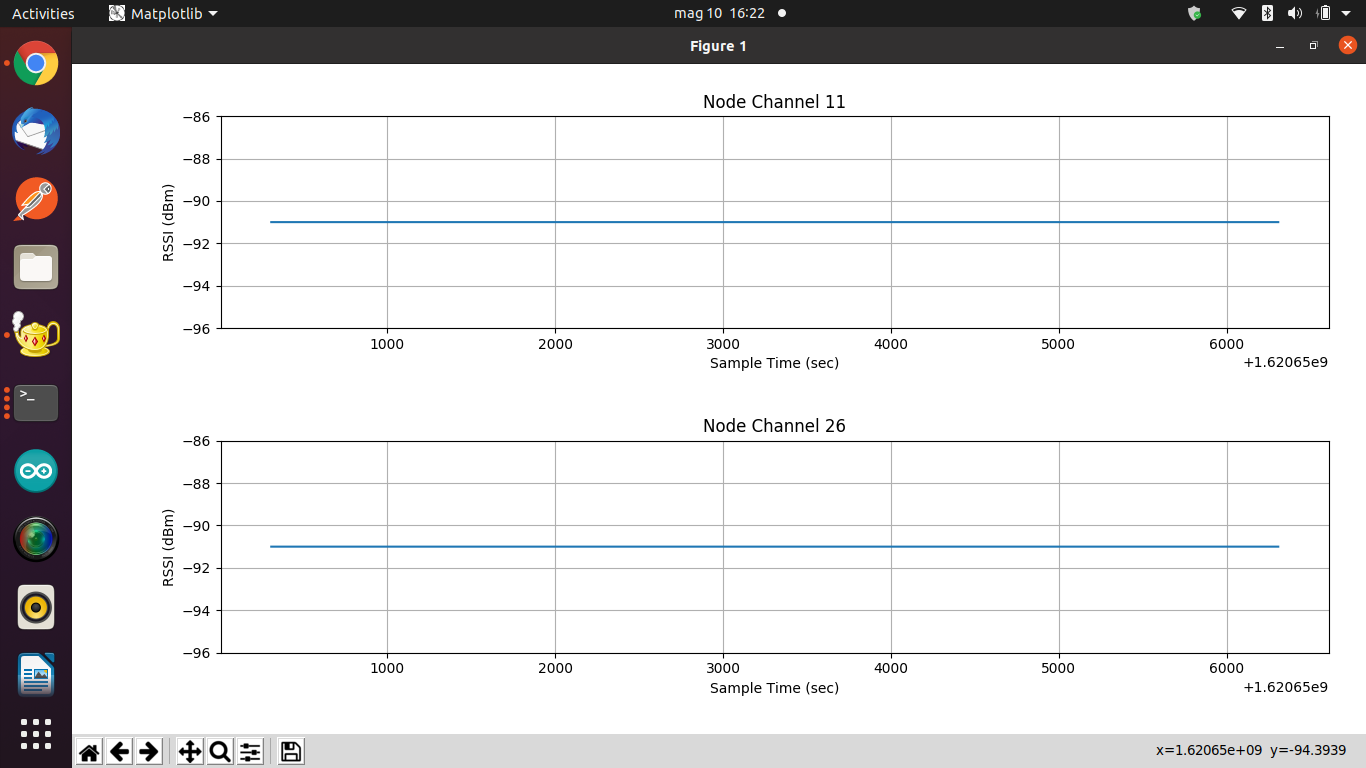 Activities Matplotlib mag 10 16:22
Figure 1
Node Channel 11
−86
−88
−90
−92
−94
−96
RSSI (dBm)
1000 2000 3000 4000 5000 6000
Sample Time (sec)
+1.62065e9
Node Channel 26
−86
−88
−90
−92
−94
−96
RSSI (dBm)
1000 2000 3000 4000 5000 6000
Sample Time (sec)
+1.62065e9
>_
x=1.62065e+09 y=-94.3939